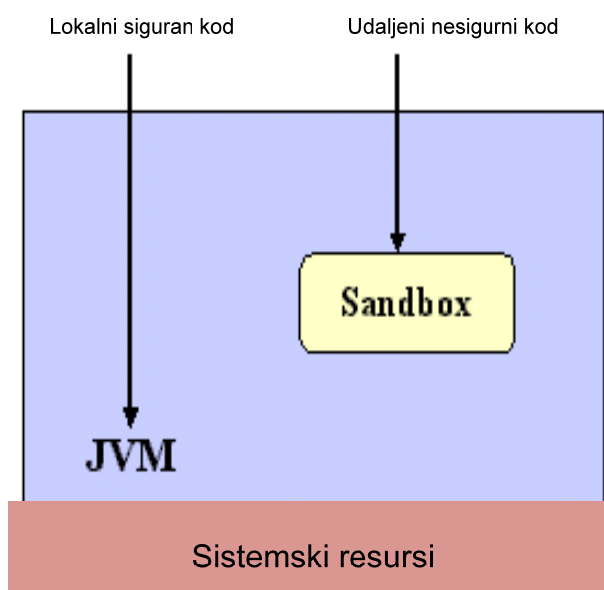 Lokalni siguran kod
Udaljeni nesigurni kod
Sandbox
JVM
Sistemski resursi